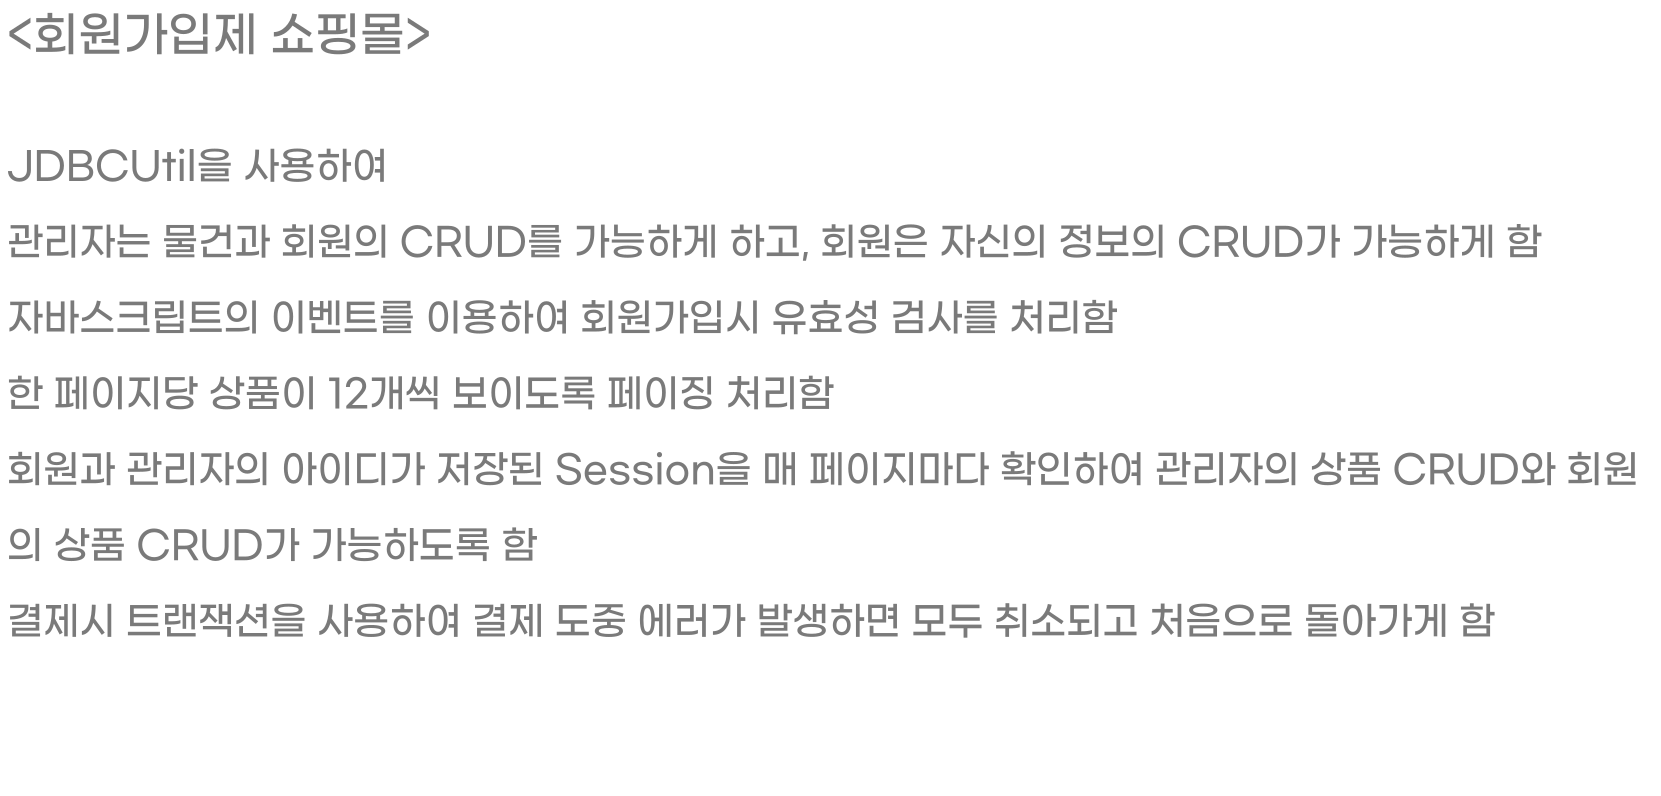 <회원가입제 쇼핑몰>
JDBCUtil을 사용하여
관리자는 물건과 회원의 CRUD를 가능하게 하고, 회원은 자신의 정보의 CRUD가 가능하게 함
자바스크립트의 이벤트를 이용하여 회원가입시 유효성 검사를 처리함
한 페이지당 상품이 12개씩 보이도록 페이징 처리함
회원과 관리자의 아이디가 저장된 Session을 매 페이지마다 확인하여 관리자의 상품 CRUD와 회원
의 상품 CRUD가 가능하도록 함
결제시 트랜잭션을 사용하여 결제 도중 에러가 발생하면 모두 취소되고 처음으로 돌아가게 함